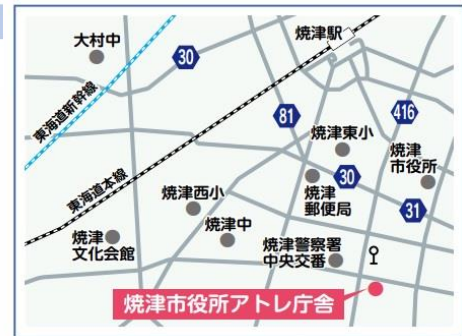 焼津駅
大村中
30
東海道新幹線
81
416
焼津東小
焼津
市役所
東海道本線
焼津
郵便局
30
31
焼津西小
焼津中
焼津
文化会館
焼津警察署
中央交番
焼津市役所アトレ庁舎